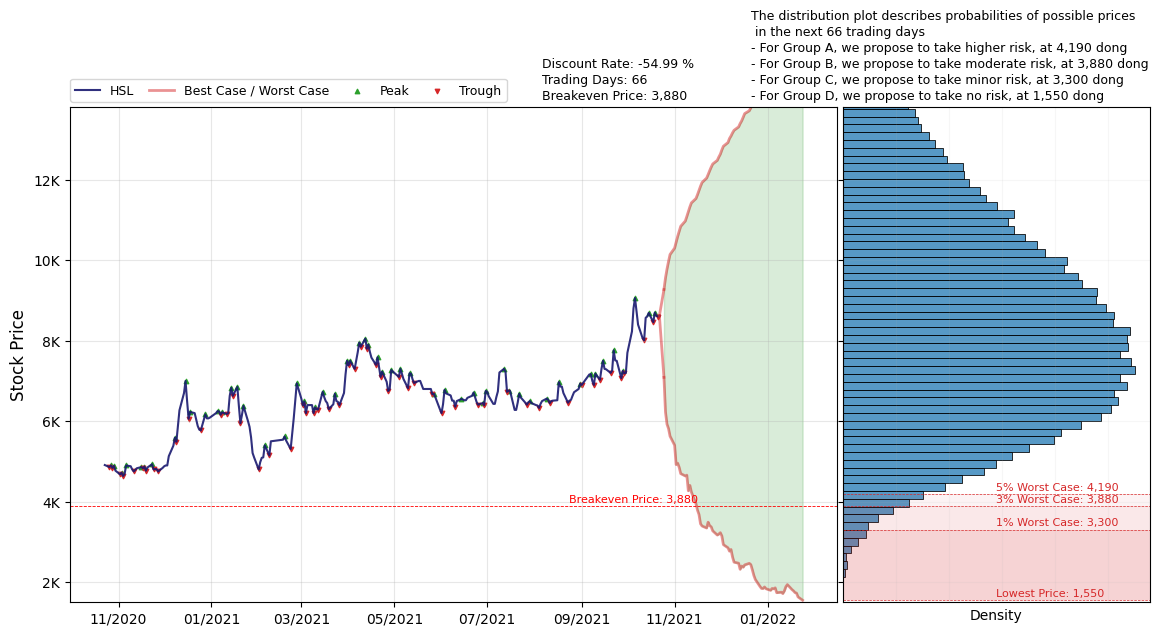 The distribution plot describes probabilities of possible prices
in the next 66 trading days
- For Group A, we propose to take higher risk, at 4,190 dong
- For Group B, we propose to take moderate risk, at 3,880 dong
- For Group C, we propose to take minor risk, at 3,300 dong
- For Group D, we propose to take no risk, at 1,550 dong
Discount Rate: -54.99 %
Trading Days: 66
Breakeven Price: 3,880
HSL
Best Case / Worst Case
Peak
Trough
Stock Price
12K
10K
8K
6K
4K
2K
Breakeven Price: 3,880
5% Worst Case: 4,190
3% Worst Case: 3,880
1% Worst Case: 3,300
Lowest Price: 1,550
11/2020
01/2021
03/2021
05/2021
07/2021
09/2021
11/2021
01/2022
Density